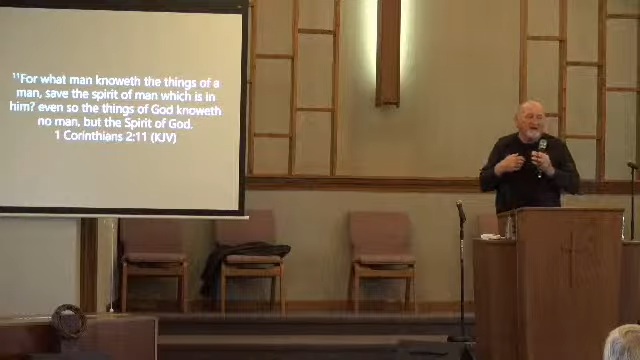 ¹¹For what man knoweth the things of a
man, save the spirit of man which is in
him? even so the things of God knoweth
no man, but the Spirit of God.
1 Corinthians 2:11 (KJV)